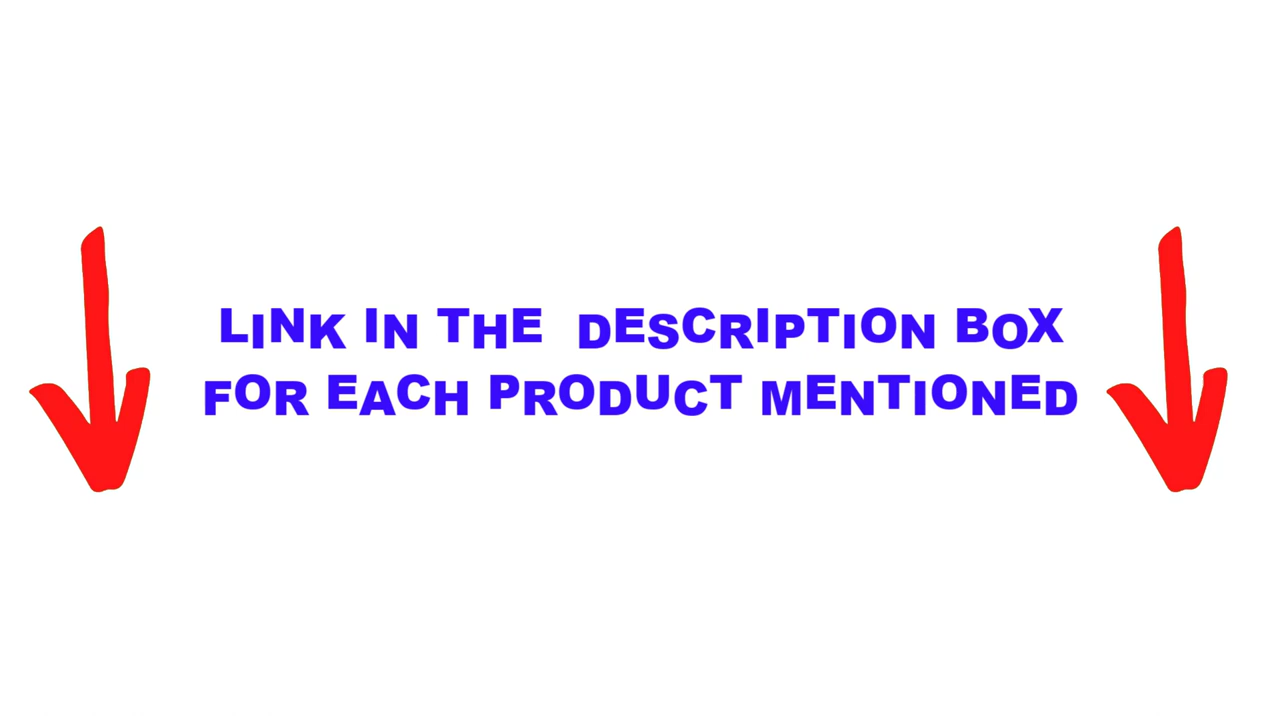 LINK IN THE DESCRIPTION BOX
FOR EACH PRODUCT MENTIONED